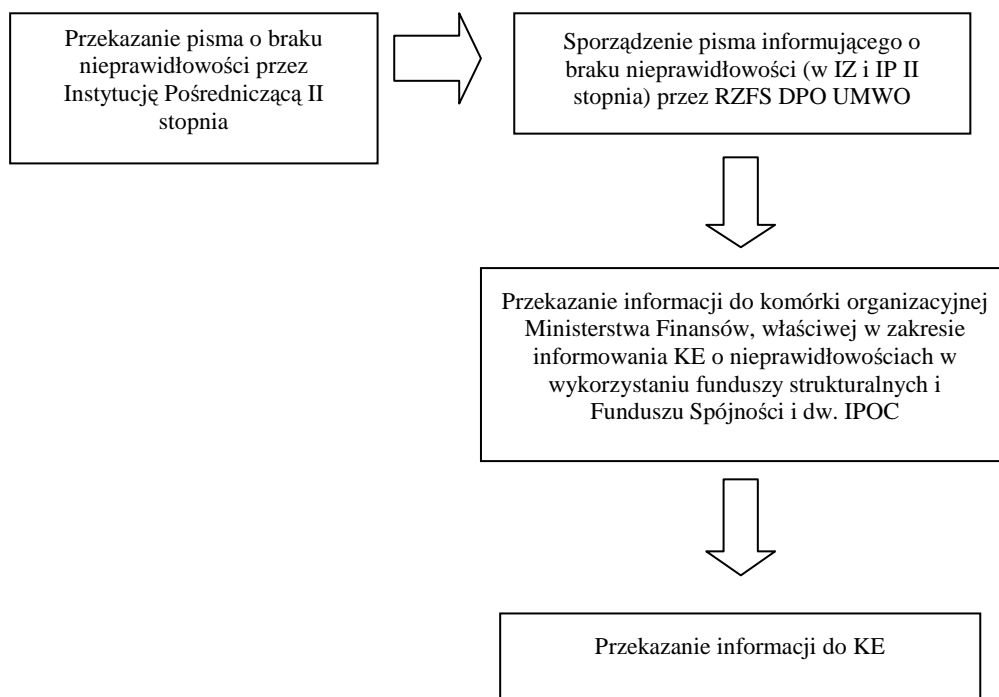 Przekazanie pisma o braku
nieprawidłowości przez
Instytucję Pośredniczącą II
stopnia
Sporządzenie pisma informującego o
braku nieprawidłowości (w IZ i IP II
stopnia) przez RZFS DPO UMWO
Przekazanie informacji do komórki organizacyjnej
Ministerstwa Finansów, właściwej w zakresie
informowania KE o nieprawidłowościach w
wykorzystaniu funduszy strukturalnych i
Funduszu Spójności i dw. IPOC
Przekazanie informacji do KE